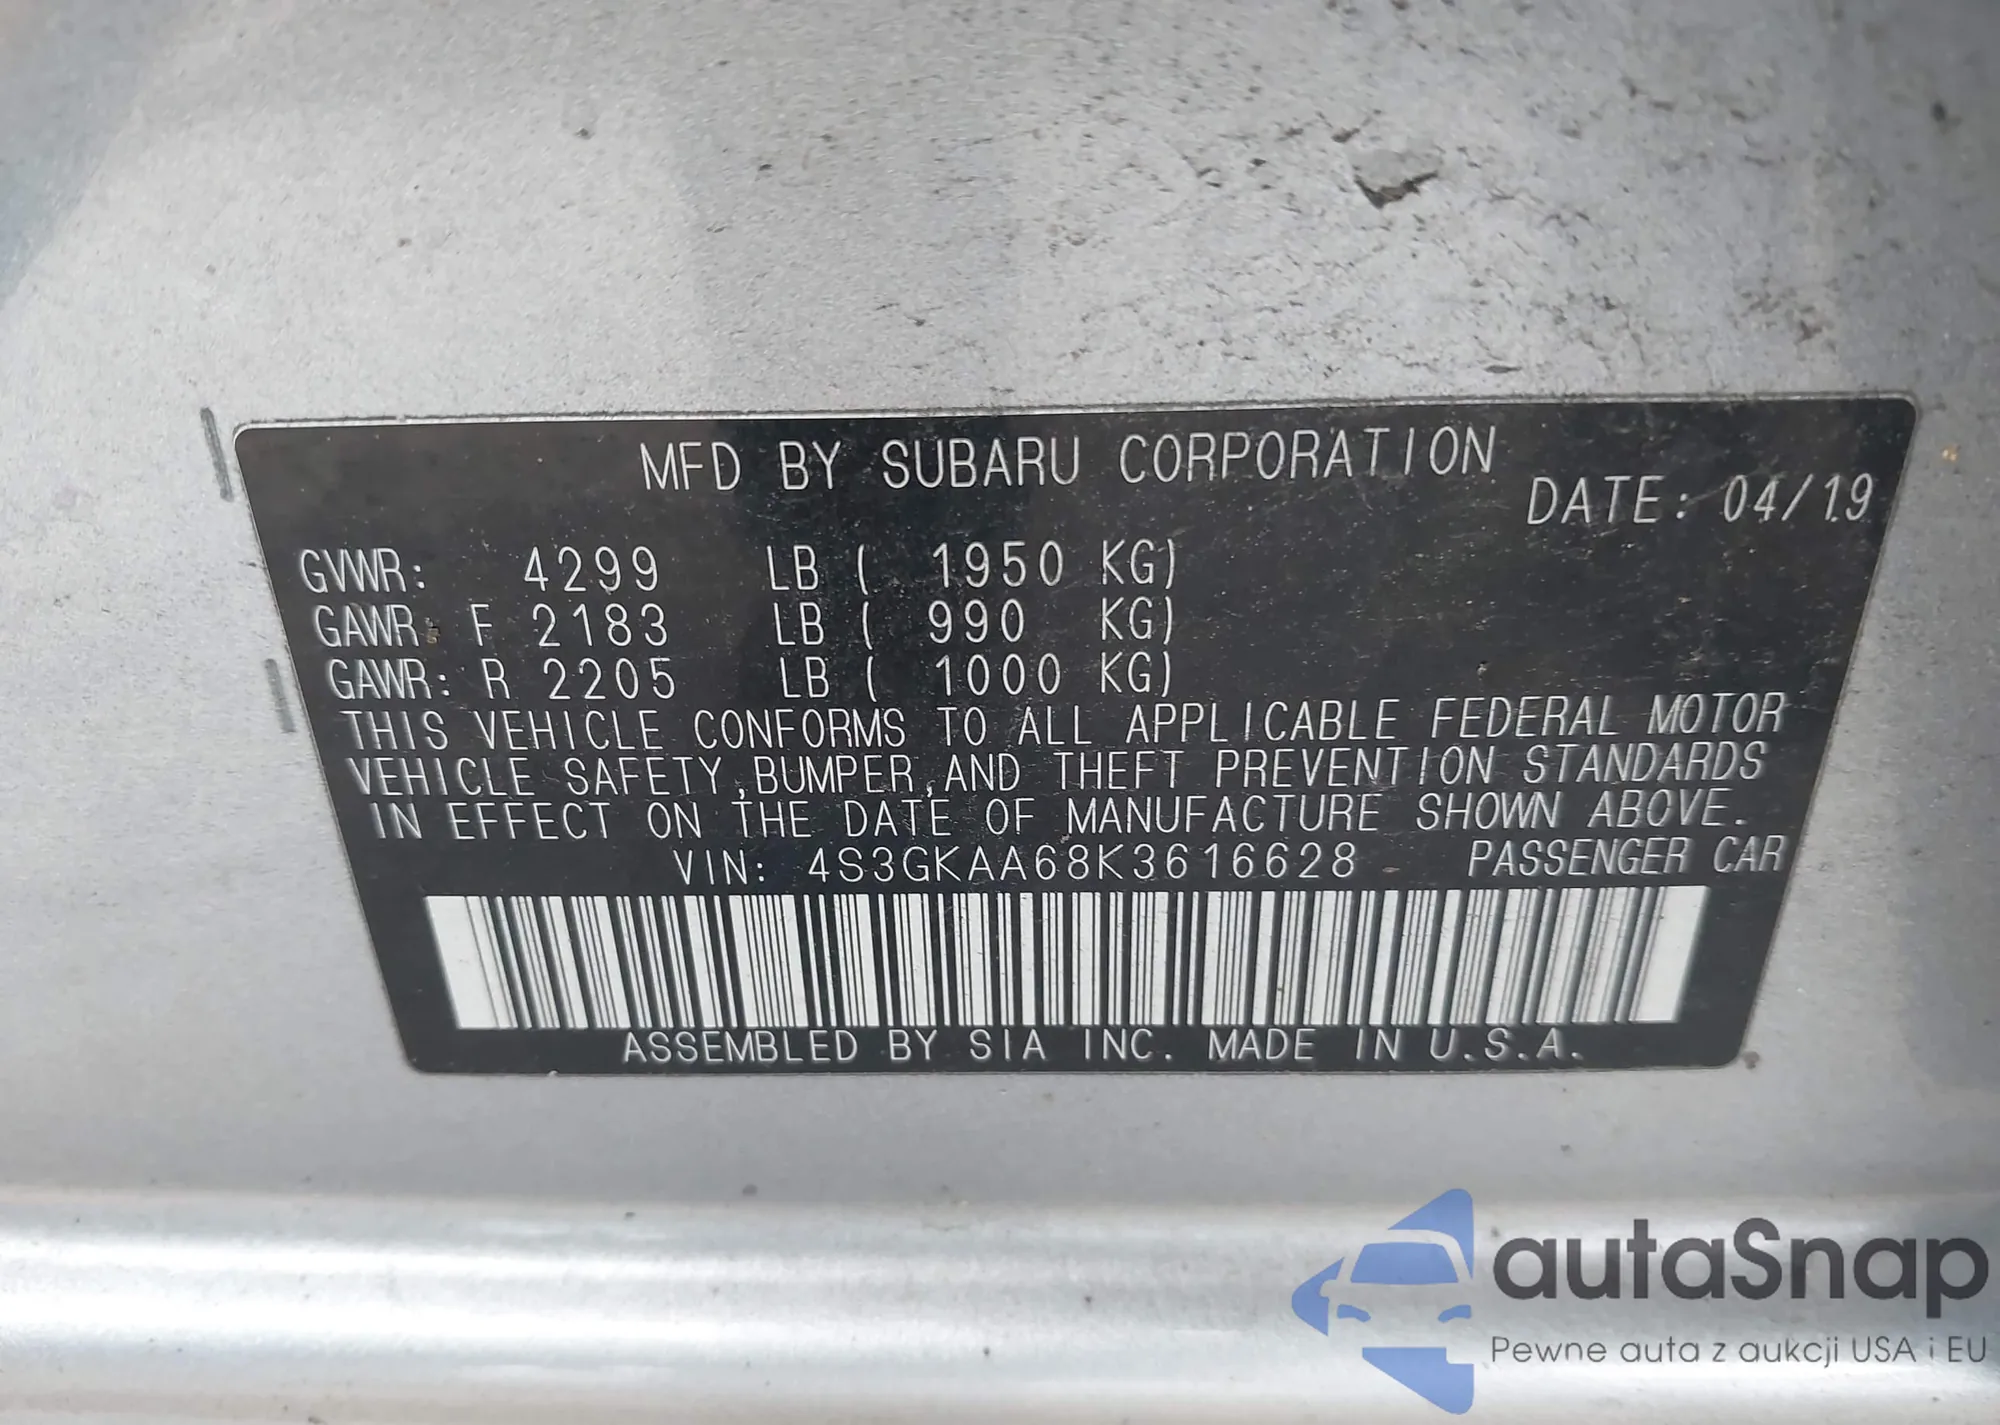 MFD BY SUBARU CORPORATION
DATE: 04/19
GVWR: 4299 LB ( 1950 KG)
GAWR: F 2183 LB ( 990 KG)
GAWR: R 2205 LB ( 1000 KG)
THIS VEHICLE CONFORMS TO ALL APPLICABLE FEDERAL MOTOR
VEHICLE SAFETY,BUMPER,AND THEFT PREVENTION STANDARDS
IN EFFECT ON THE DATE OF MANUFACTURE SHOWN ABOVE.
VIN: 4S3GKAA68K3616628 PASSENGER CAR
ASSEMBLED BY SIA INC. MADE IN U.S.A.
autaSnap
Pewne auta z aukcji USA i EU